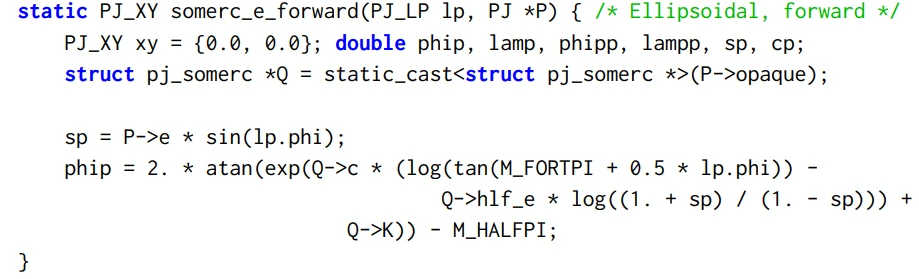 static PJ_XY somerc_e_forward(PJ_LP lp, PJ *P) { /* Ellipsoidal, forward */
    PJ_XY xy = {0.0, 0.0}; double phip, lamp, phipp, lampp, sp, cp;
    struct pj_somerc *Q = static_cast<struct pj_somerc *>(P->opaque);

    sp = P->e * sin(lp.phi);
    phip = 2. * atan(exp(Q->c * (log(tan(M_FORTPI + 0.5 * lp.phi)) -
                                 Q->hlf_e * log((1. + sp) / (1. - sp))) +
                         Q->K)) - M_HALFPI;
}